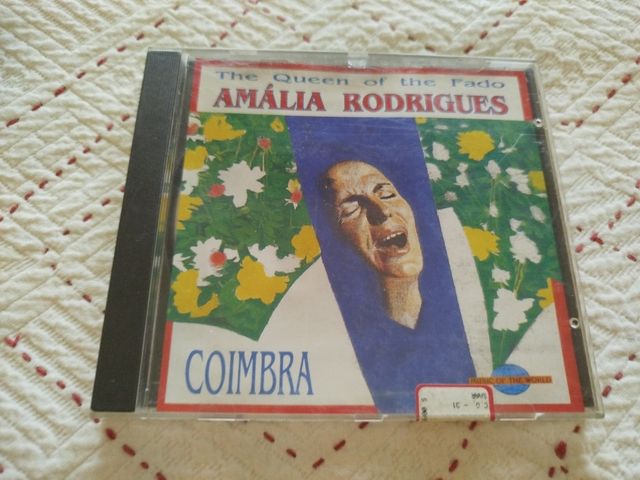 The Queen of the Fado
AMÁLIA RODRIGUES
COIMBRA
MUSIC OF THE WORLD